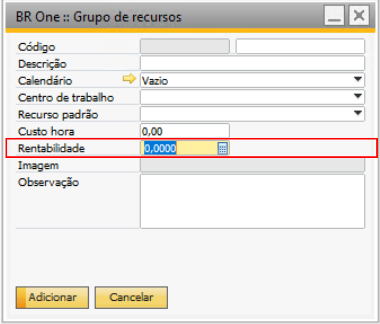 BR One :: Grupo de recursos
Código
Descrição
Calendário Vazio
Centro de trabalho
Recurso padrão
Custo hora 0,00
Rentabilidade 0,0000
Imagem
Observação
Adicionar Cancelar